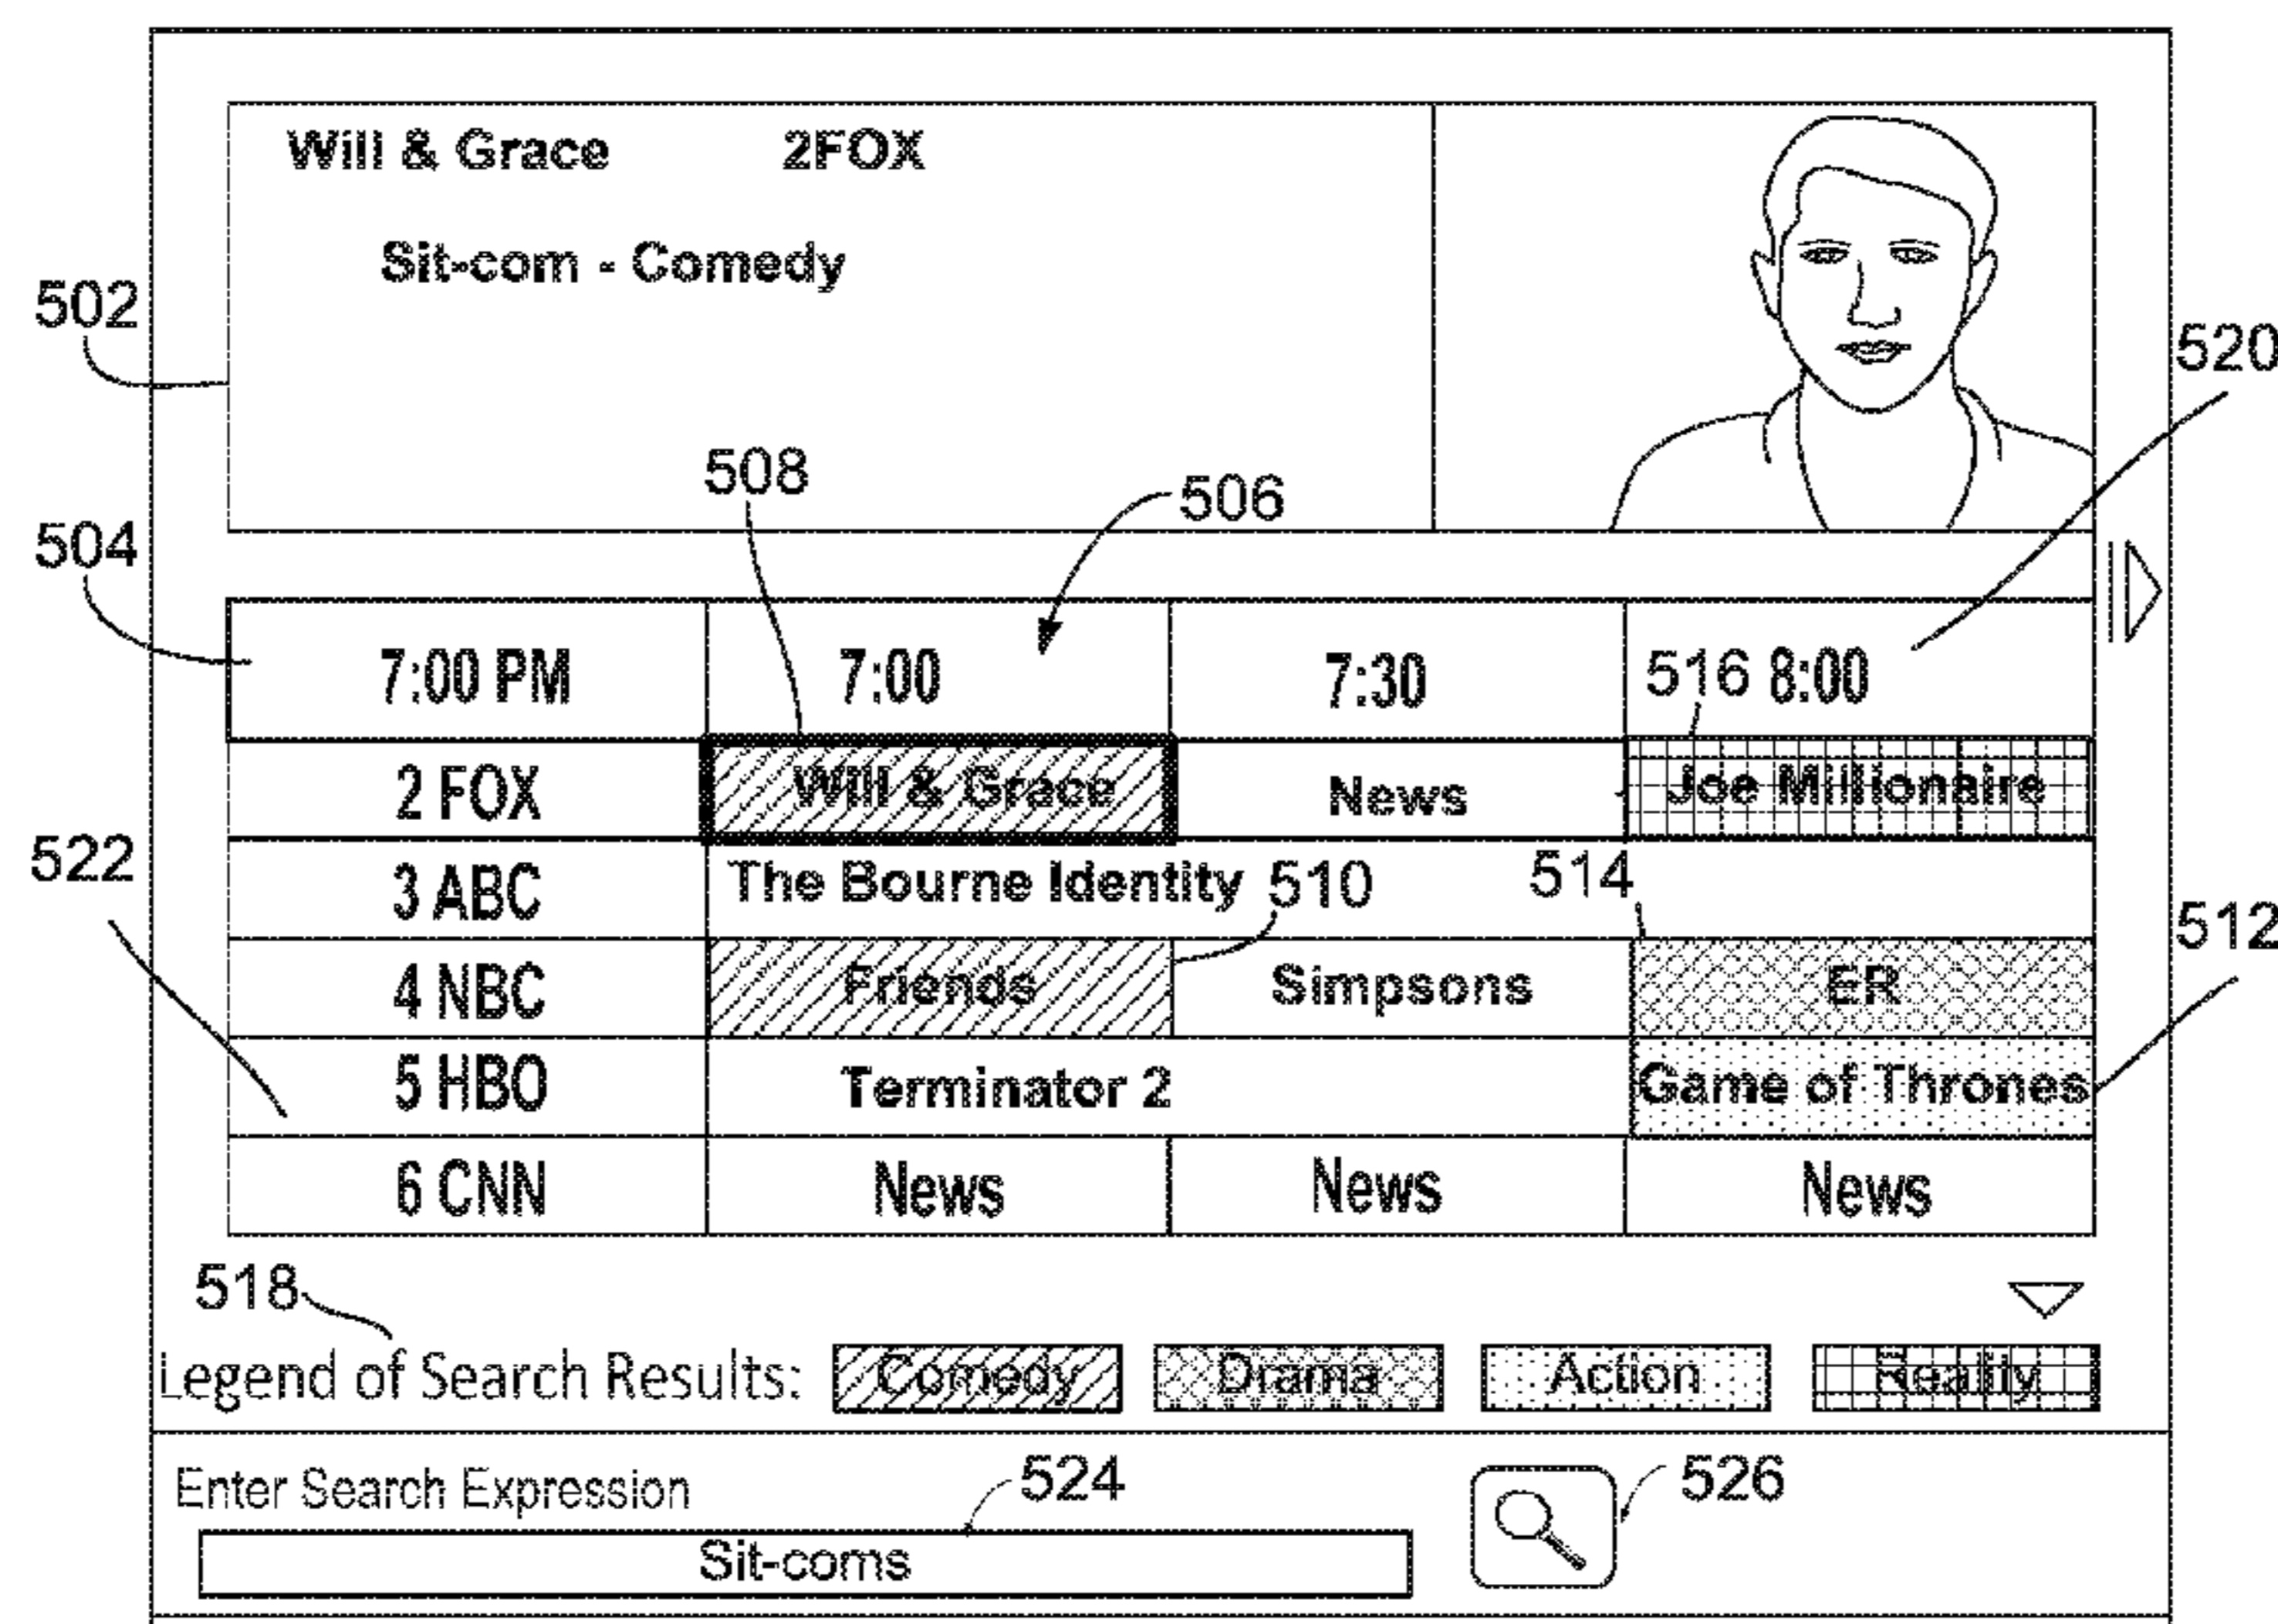 Will & Grace 2FOX
Sit-com - Comedy
502
520
508
506
504
7:00 PM 7:00 7:30 516 8:00
2 FOX Will & Grace News Joe Millionaire
522
3 ABC The Bourne Identity 510 514
512
4 NBC Friends Simpsons ER
5 HBO Terminator 2 Game of Thrones
6 CNN News News News
518
Legend of Search Results: Comedy Drama Action Reality
Enter Search Expression 524 526
Sit-coms